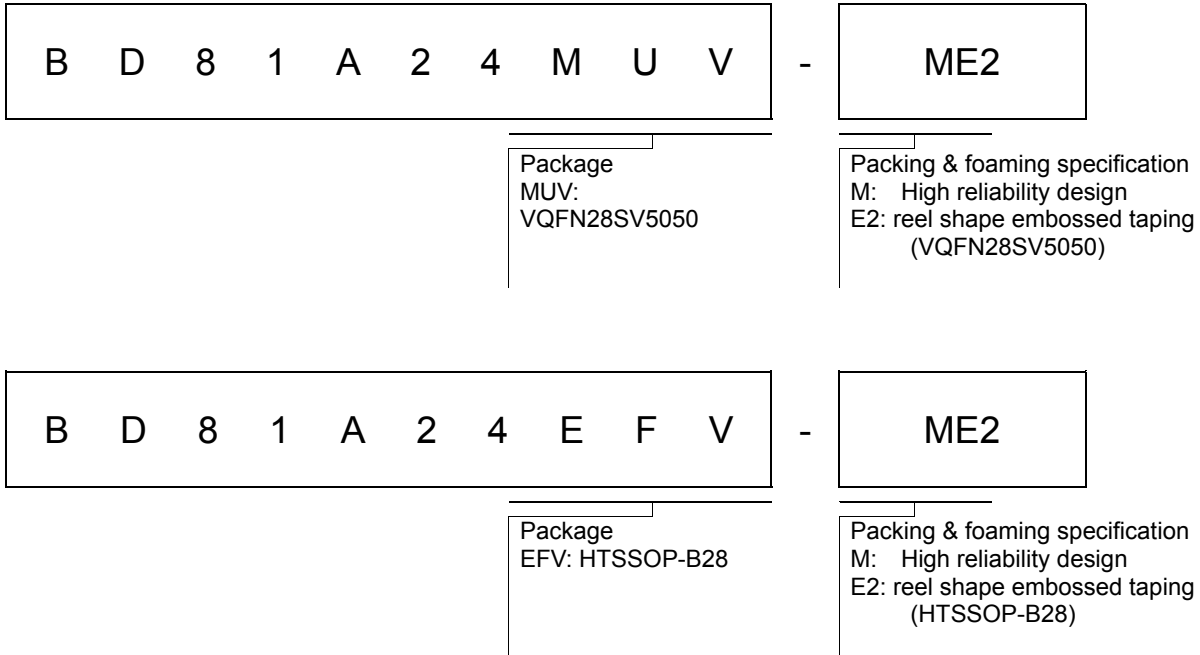 B D 8 1 A 2 4 M U V - ME2
Package
MUV:
VQFN28SV5050
Packing & foaming specification
M: High reliability design
E2: reel shape embossed taping
(VQFN28SV5050)
B D 8 1 A 2 4 E F V - ME2
Package
EFV: HTSSOP-B28
Packing & foaming specification
M: High reliability design
E2: reel shape embossed taping
(HTSSOP-B28)